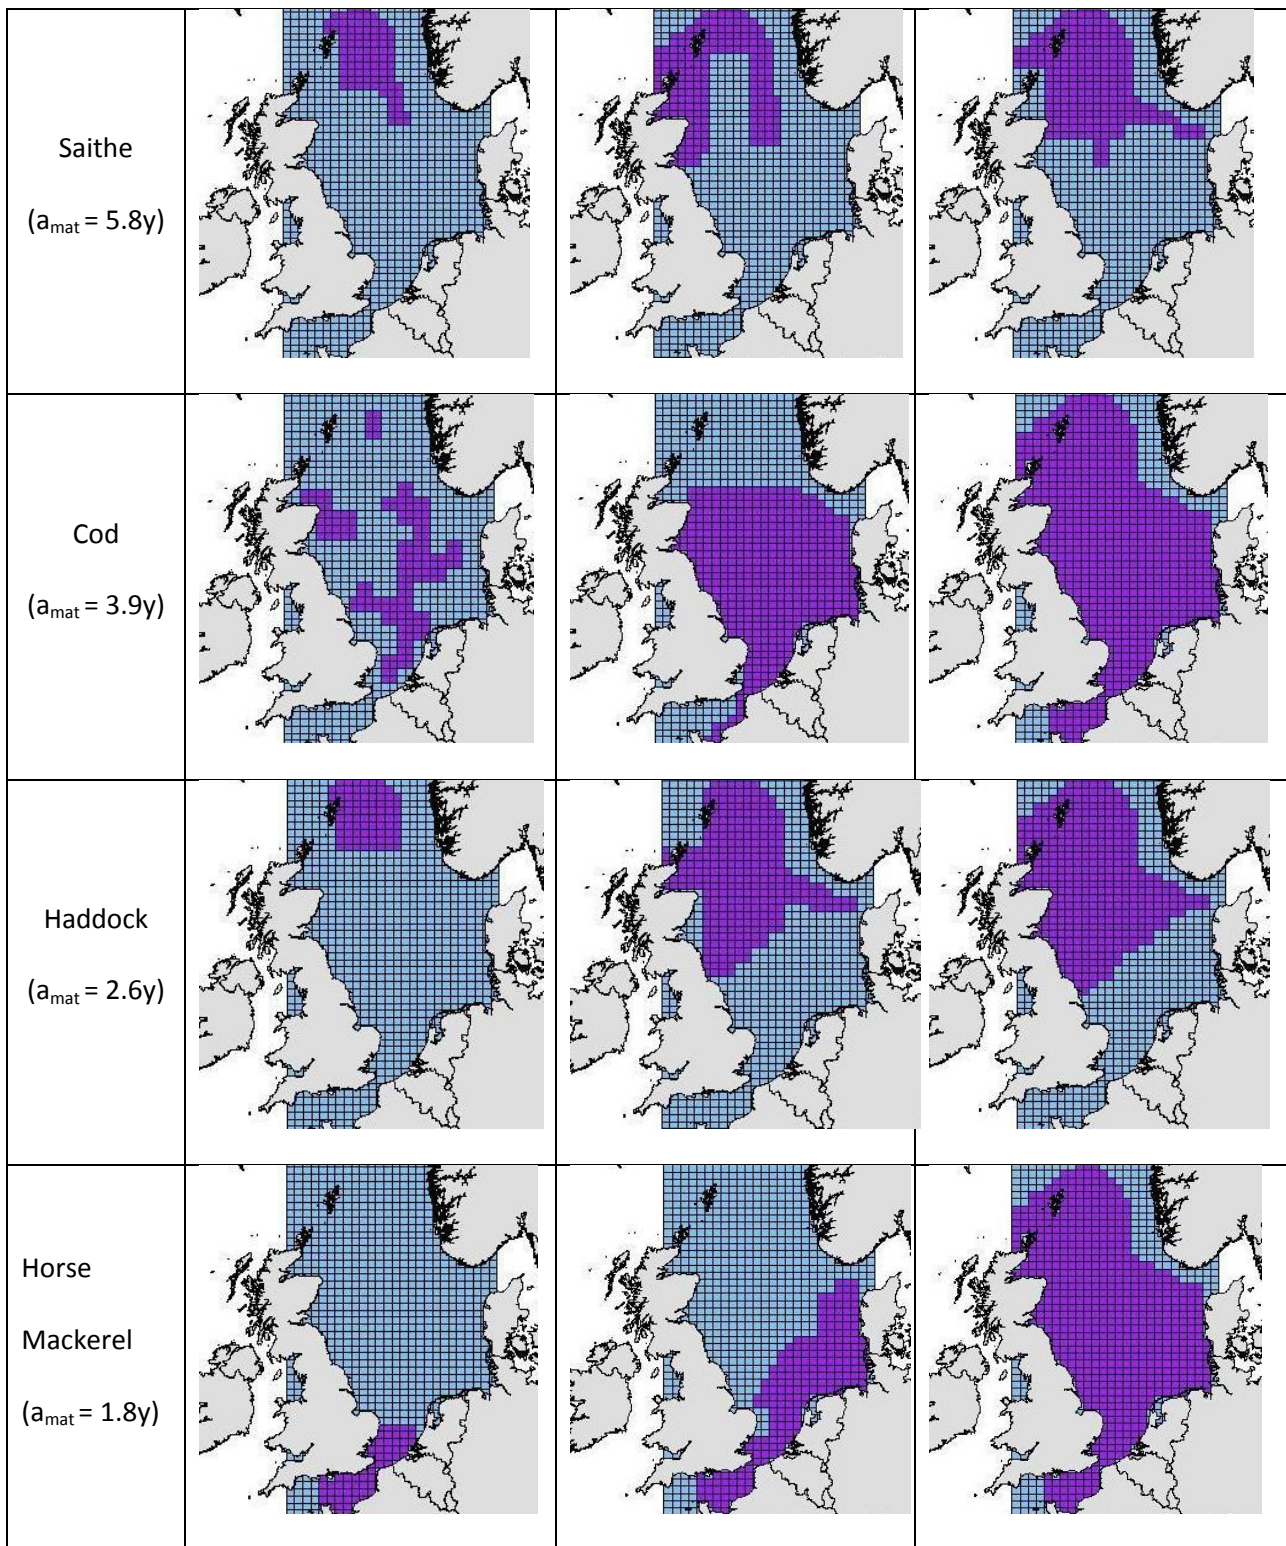 Saithe
(aₘₐₜ = 5.8y)
Cod
(aₘₐₜ = 3.9y)
Haddock
(aₘₐₜ = 2.6y)
Horse
Mackerel
(aₘₐₜ = 1.8y)